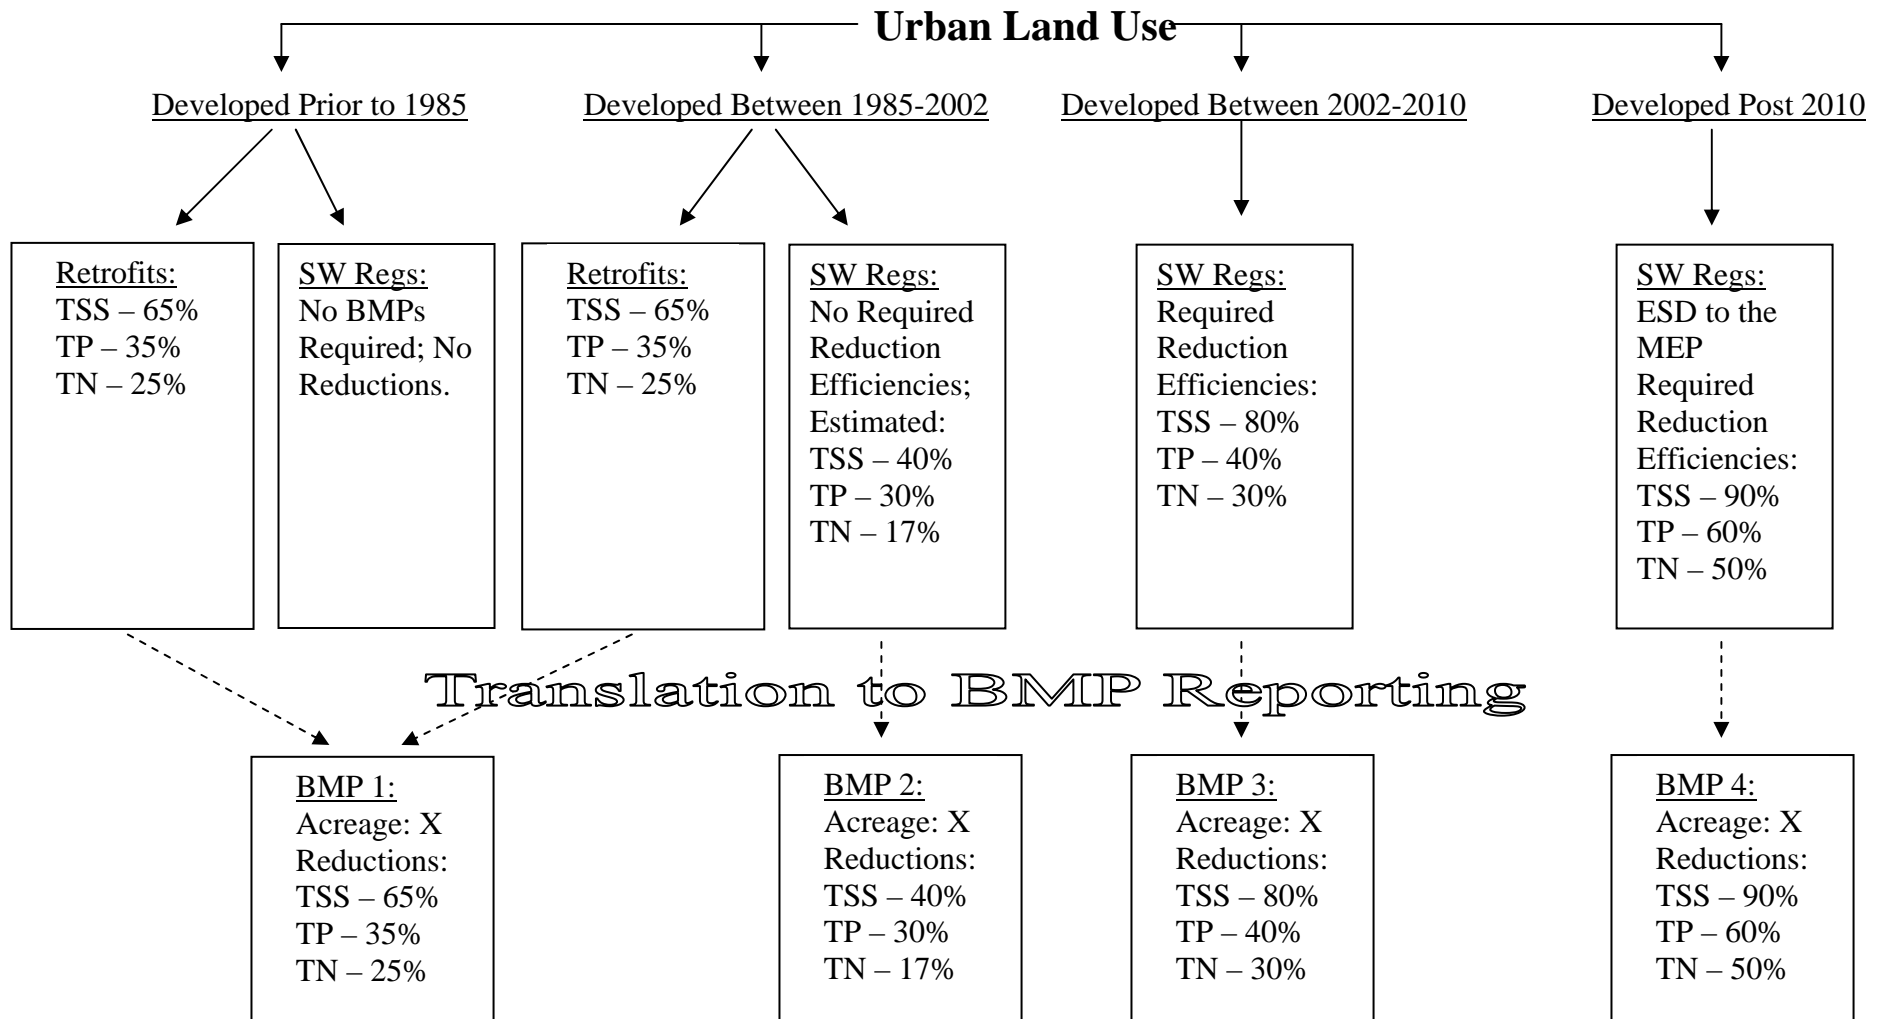 Urban Land Use
Developed Prior to 1985
Developed Between 1985-2002
Developed Between 2002-2010
Developed Post 2010
Retrofits:
TSS – 65%
TP – 35%
TN – 25%
SW Regs:
No BMPs
Required; No
Reductions.
Retrofits:
TSS – 65%
TP – 35%
TN – 25%
SW Regs:
No Required
Reduction
Efficiencies;
Estimated:
TSS – 40%
TP – 30%
TN – 17%
SW Regs:
Required
Reduction
Efficiencies:
TSS – 80%
TP – 40%
TN – 30%
SW Regs:
ESD to the
MEP
Required
Reduction
Efficiencies:
TSS – 90%
TP – 60%
TN – 50%
Translation to BMP Reporting
BMP 1:
Acreage: X
Reductions:
TSS – 65%
TP – 35%
TN – 25%
BMP 2:
Acreage: X
Reductions:
TSS – 40%
TP – 30%
TN – 17%
BMP 3:
Acreage: X
Reductions:
TSS – 80%
TP – 40%
TN – 30%
BMP 4:
Acreage: X
Reductions:
TSS – 90%
TP – 60%
TN – 50%